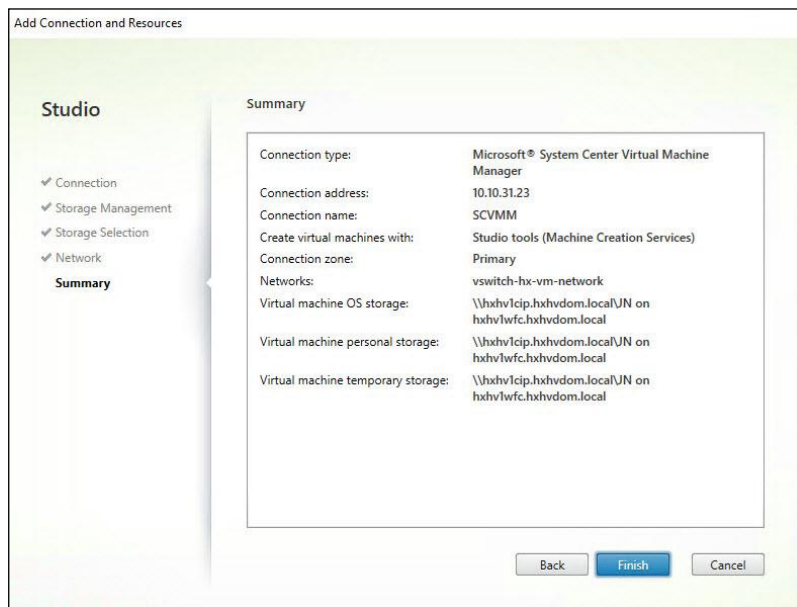 Add Connection and Resources
Studio
Connection
Storage Management
Storage Selection
Network
Summary
Summary
Connection type: Microsoft® System Center Virtual Machine
Manager
Connection address: 10.10.31.23
Connection name: SCVMM
Create virtual machines with: Studio tools (Machine Creation Services)
Connection zone: Primary
Networks: vswitch-hx-vm-network
Virtual machine OS storage: \\hxhv1cip.hxhvdom.local\JN on
hxhv1wfc.hxhvdom.local
Virtual machine personal storage: \\hxhv1cip.hxhvdom.local\JN on
hxhv1wfc.hxhvdom.local
Virtual machine temporary storage: \\hxhv1cip.hxhvdom.local\JN on
hxhv1wfc.hxhvdom.local
Back Finish Cancel